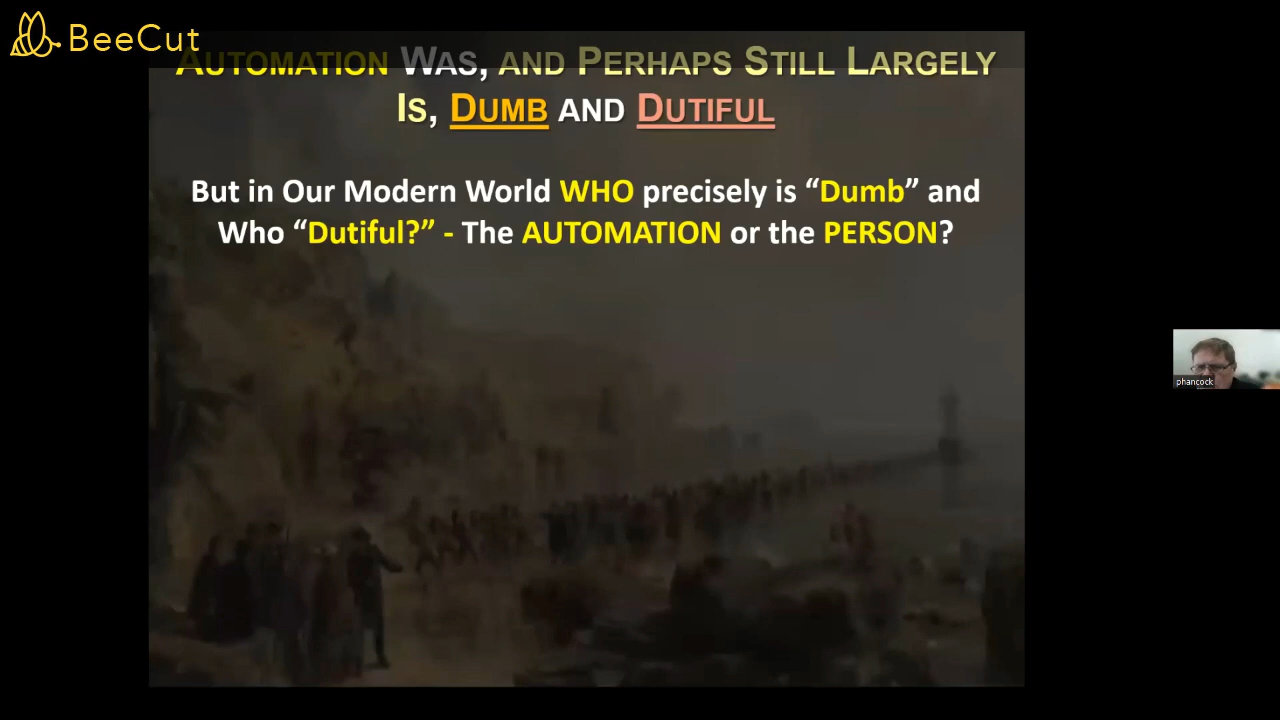 BeeCut
AUTOMATION WAS, AND PERHAPS STILL LARGELY
IS, DUMB AND DUTIFUL
But in Our Modern World WHO precisely is “Dumb” and
Who “Dutiful?” - The AUTOMATION or the PERSON?
phancock